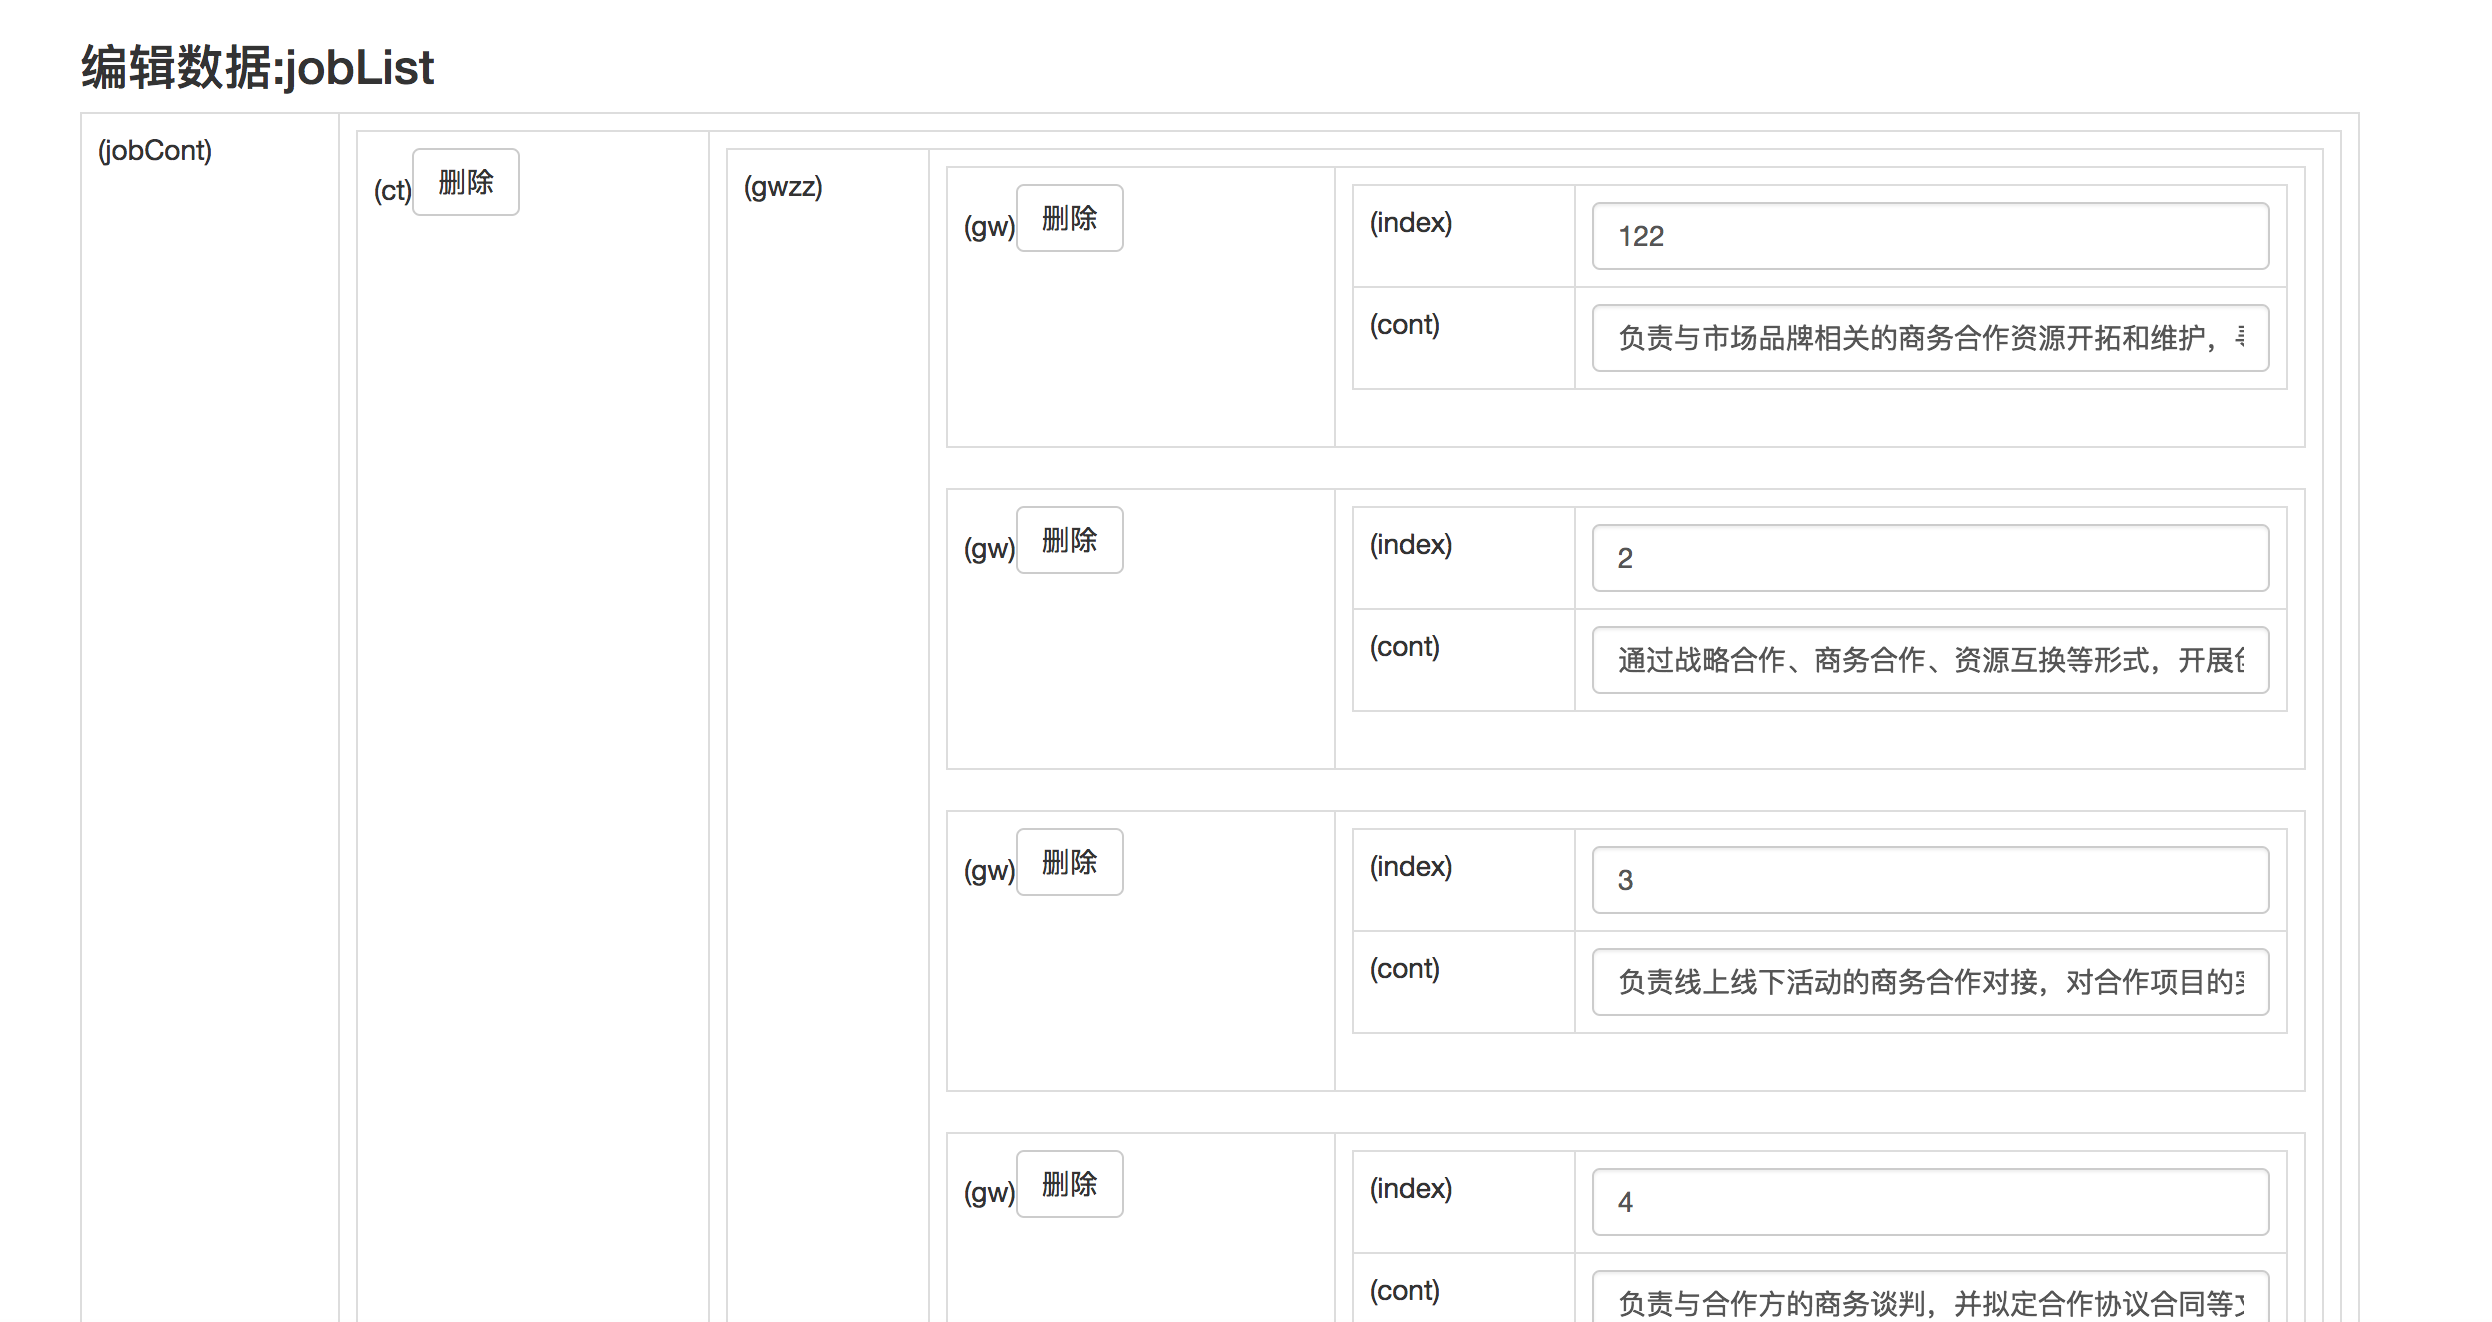 编辑数据:jobList
(jobCont)
(ct) 删除
(gwzz)
(gw) 删除
(index)
122
(cont)
负责与市场品牌相关的商务合作资源开拓和维护，
(gw) 删除
(index)
2
(cont)
通过战略合作、商务合作、资源互换等形式，开展
(gw) 删除
(index)
3
(cont)
负责线上线下活动的商务合作对接，对合作项目的
(gw) 删除
(index)
4
(cont)
负责与合作方的商务谈判，并拟定合作协议合同等